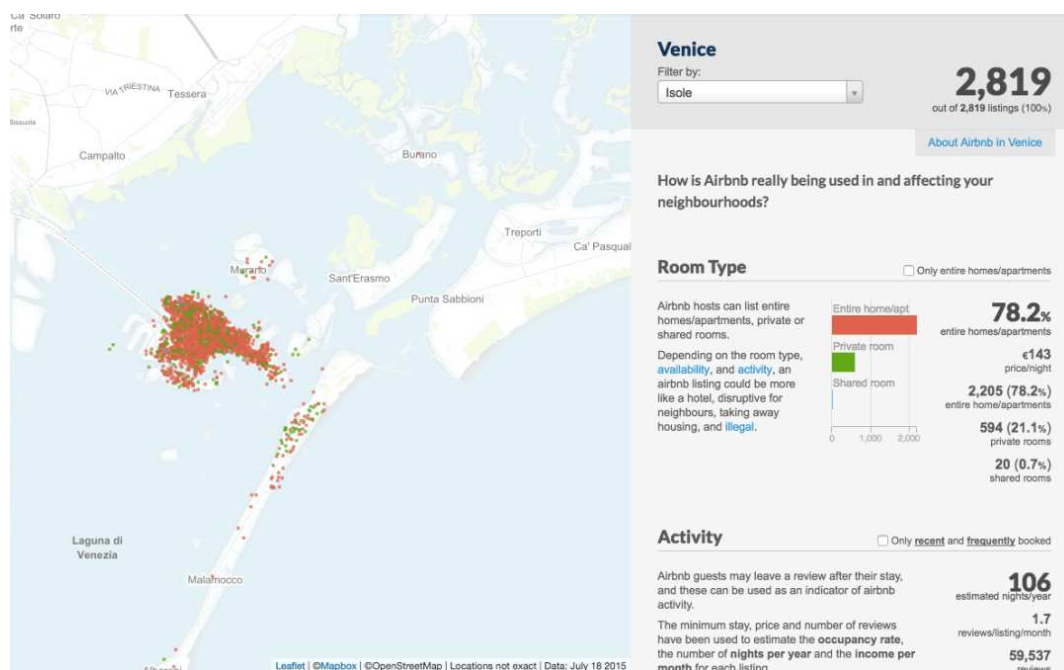 Ca' Solaro
rte
VIA TRIESTINA
Tessera
Campalto
Burano
Treporti
Ca' Pasqual
Murano
Sant'Erasmo
Punta Sabbioni
Laguna di
Venezia
Malamocco
Leaflet | ©Mapbox | ©OpenStreetMap | Locations not exact | Data: July 18 2015
Venice
Filter by:
Isole
2,819
out of 2,819 listings (100%)
About Airbnb in Venice
How is Airbnb really being used in and affecting your
neighbourhoods?
Room Type
Only entire homes/apartments
Airbnb hosts can list entire
homes/apartments, private or
shared rooms.
Depending on the room type,
availability, and activity, an
airbnb listing could be more
like a hotel, disruptive for
neighbours, taking away
housing, and illegal.
Entire home/apt
Private room
Shared room
0 1,000 2,000
78.2%
entire homes/apartments
€143
price/night
2,205 (78.2%)
entire home/apartments
594 (21.1%)
private rooms
20 (0.7%)
shared rooms
Activity
Only recent and frequently booked
Airbnb guests may leave a review after their stay,
and these can be used as an indicator of airbnb
activity.
The minimum stay, price and number of reviews
have been used to estimate the occupancy rate,
the number of nights per year and the income per
month for each listing.
106
estimated nights/year
1.7
reviews/listing/month
59,537
reviews